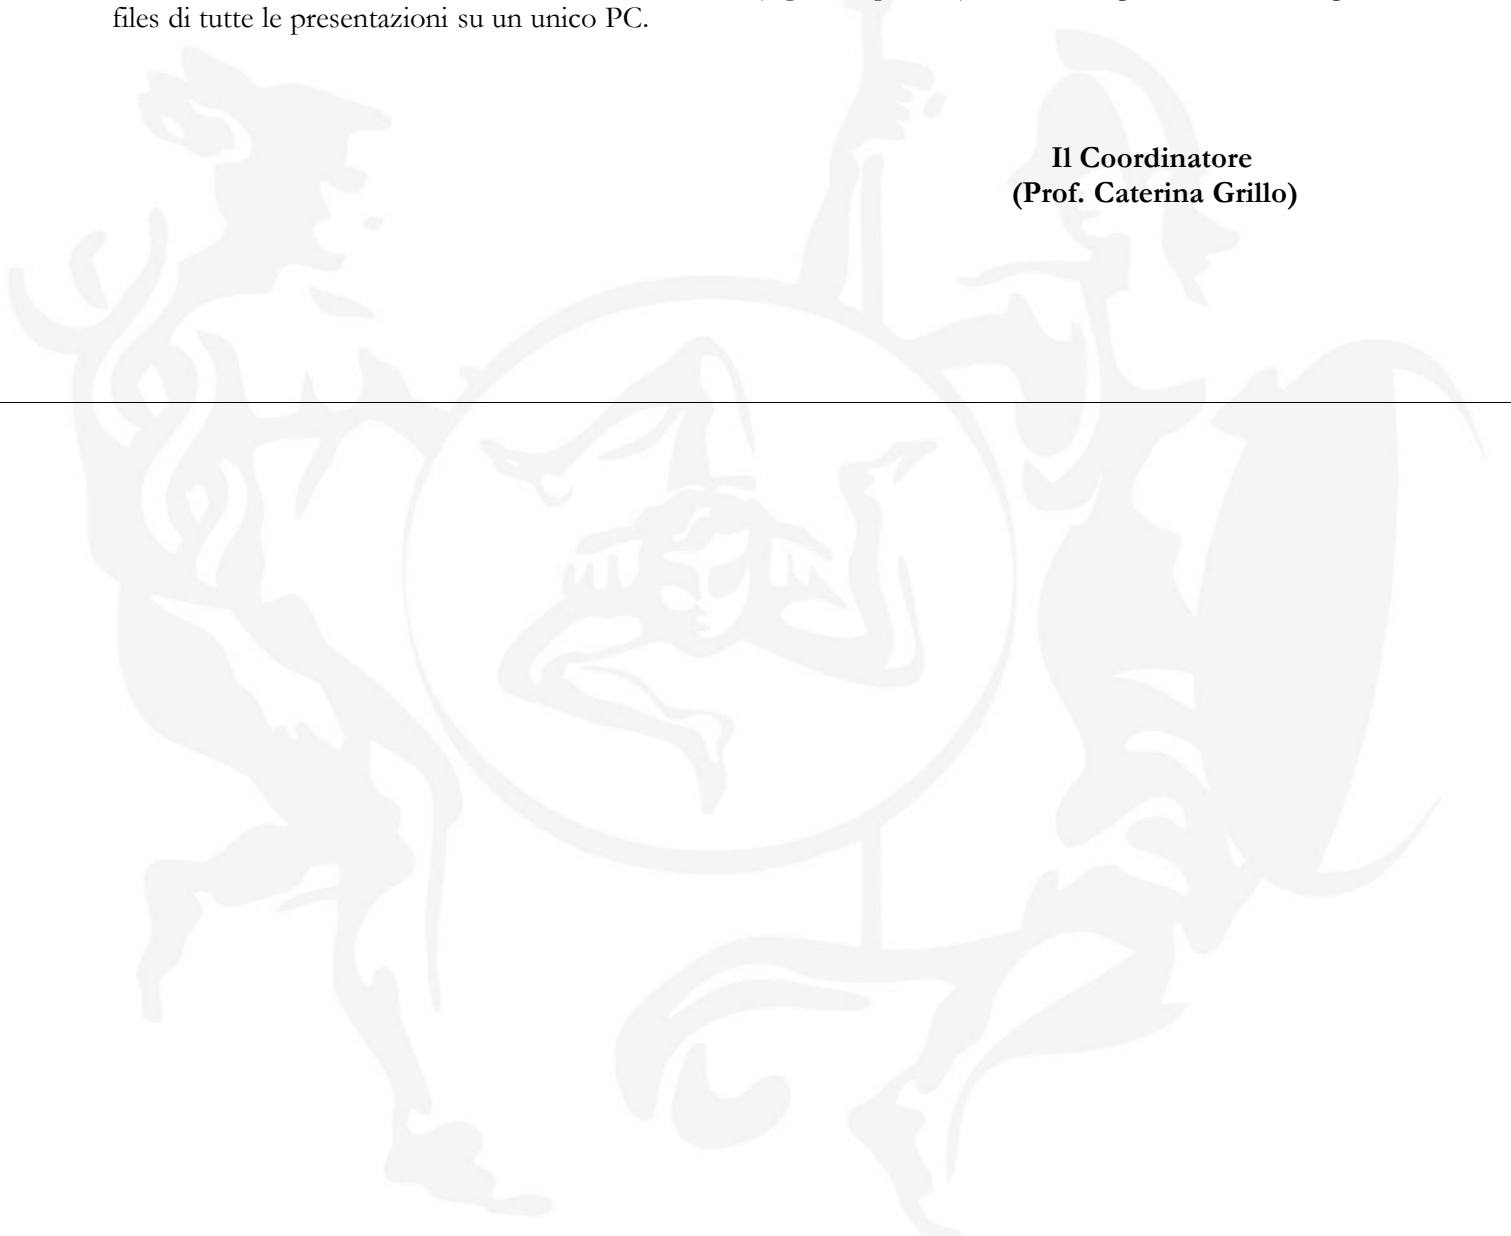 files di tutte le presentazioni su un unico PC.
Il Coordinatore
(Prof. Caterina Grillo)